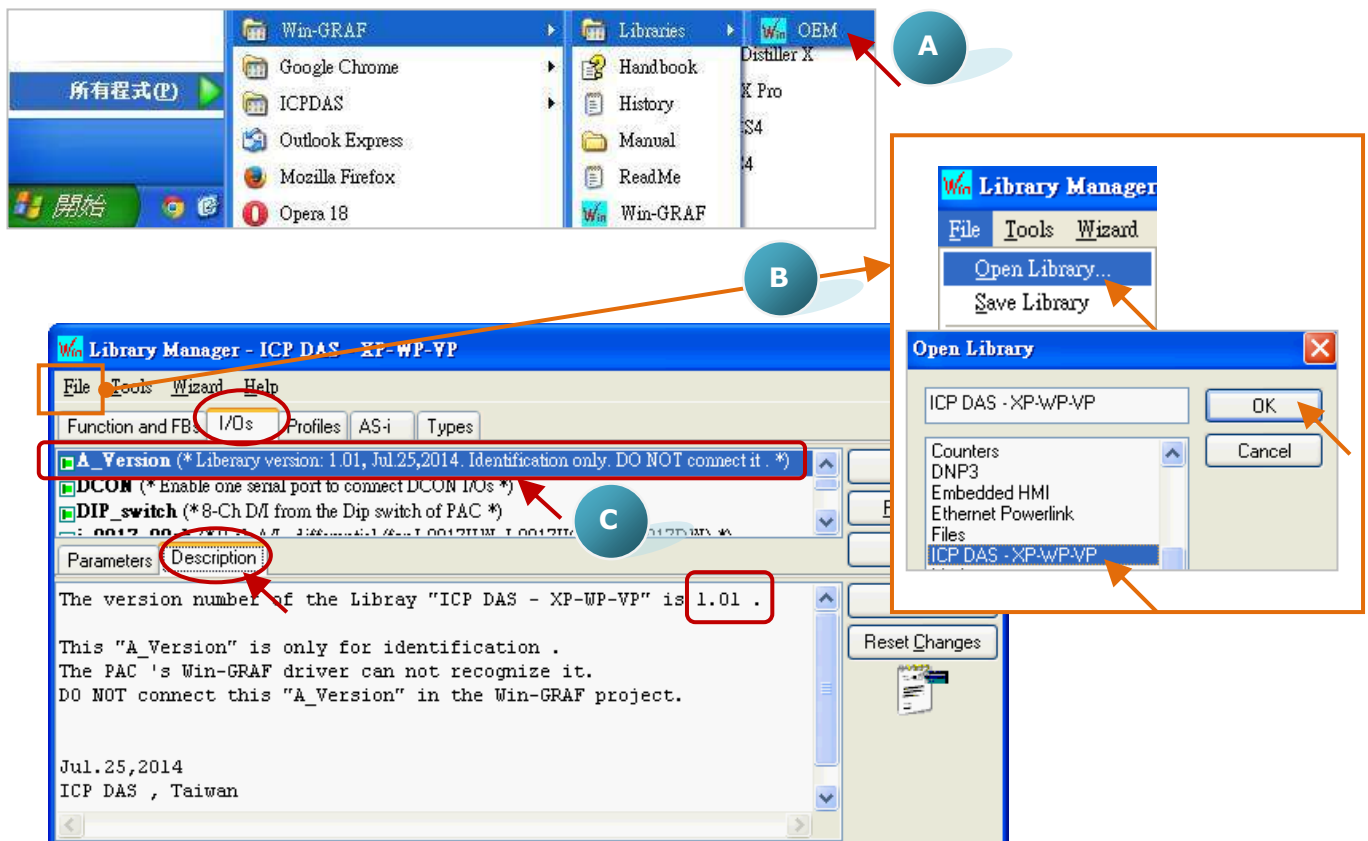 Win-GRAF
Google Chrome
ICPDAS
Outlook Express
Mozilla Firefox
Opera 18
所有程式(P)
開始
Libraries
Handbook
History
Manual
ReadMe
Win-GRAF
OEM
Distiller X
X Pro
A
B
Win Library Manager
File Tools Wizard
Open Library...
Save Library
Open Library
ICP DAS - XP-WP-VP
OK
Cancel
Counters
DNP3
Embedded HMI
Ethernet Powerlink
Files
ICP DAS - XP-WP-VP
Win Library Manager - ICP DAS - XP-WP-VP
File Tools Wizard Help
Function and FBs I/Os Profiles AS-i Types
A_Version (* Liberary version: 1.01, Jul.25,2014. Identification only. DO NOT connect it . *)
DCON (* Enable one serial port to connect DCON I/Os *)
DIP_switch (* 8-Ch D/I from the Dip switch of PAC *)
C
Parameters Description
The version number of the Libray "ICP DAS - XP-WP-VP" is 1.01 .
This "A_Version" is only for identification .
The PAC 's Win-GRAF driver can not recognize it.
DO NOT connect this "A_Version" in the Win-GRAF project.
Jul.25,2014
ICP DAS , Taiwan
Reset Changes